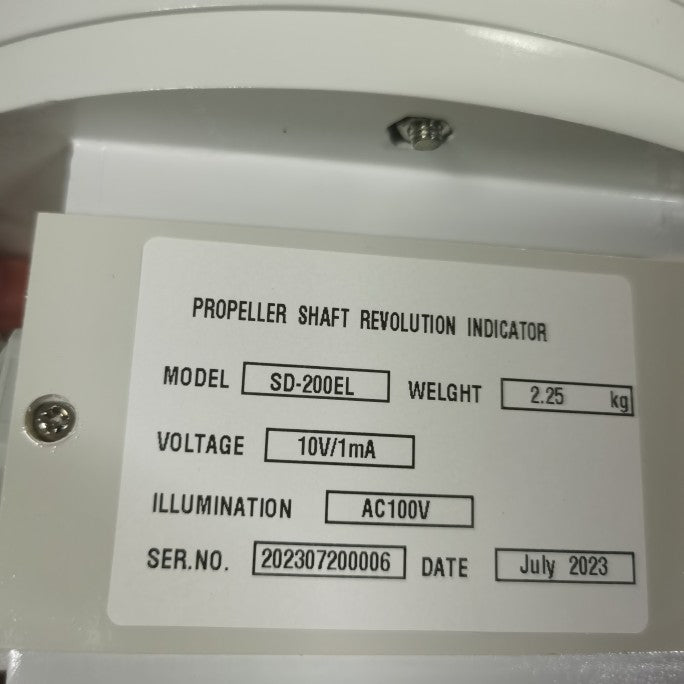 PROPELLER SHAFT REVOLUTION INDICATOR
MODEL SD-200EL WELGHT 2.25 kg
VOLTAGE 10V/1mA
ILLUMINATION AC100V
SER.NO. 202307200006 DATE July 2023